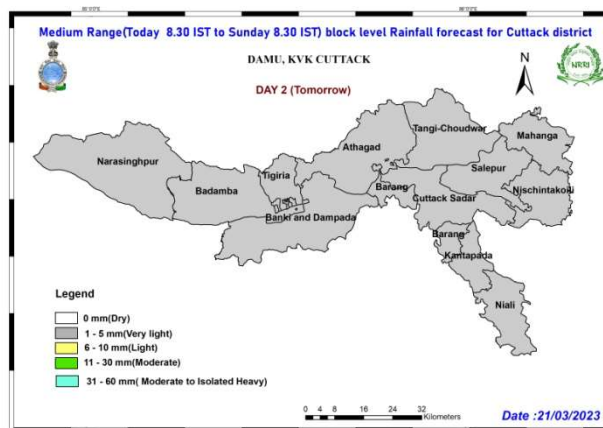 Medium Range(Today 8.30 IST to Sunday 8.30 IST) block level Rainfall forecast for Cuttack district
DAMU, KVK CUTTACK
N
NRRI
DAY 2 (Tomorrow)
Tangi-Choudwar
Mahanga
Athagad
Narasinghpur
Salepur
Tigiria
Badamba
Barang
Nischintakoili
Cuttack Sadar
Banki and Dampada
Barang
Kantapada
Niali
Legend
0 mm(Dry)
1 - 5 mm(Very light)
6 - 10 mm(Light)
11 - 30 mm(Moderate)
31 - 60 mm( Moderate to Isolated Heavy)
0 4 8 16 24 32
Kilometers
Date :21/03/2023